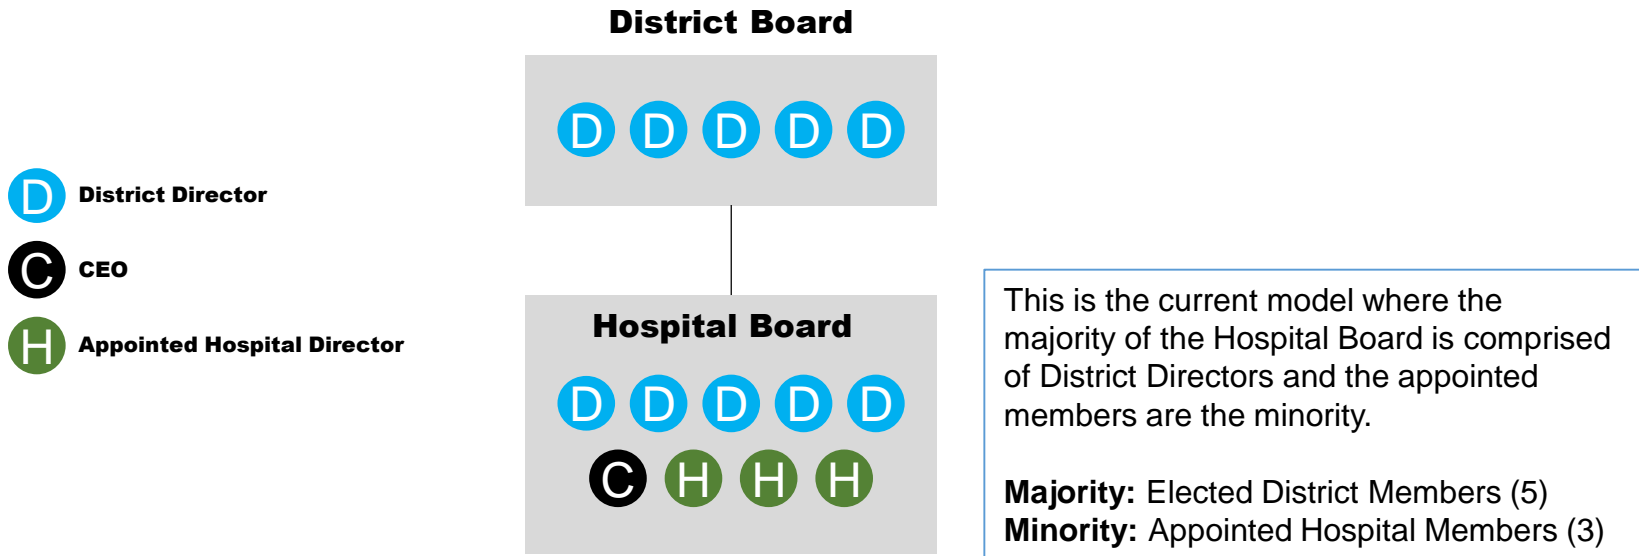 District Board
D D D D D
D District Director
C CEO
H Appointed Hospital Director
Hospital Board
D D D D D
C H H H
This is the current model where the
majority of the Hospital Board is comprised
of District Directors and the appointed
members are the minority.
Majority: Elected District Members (5)
Minority: Appointed Hospital Members (3)